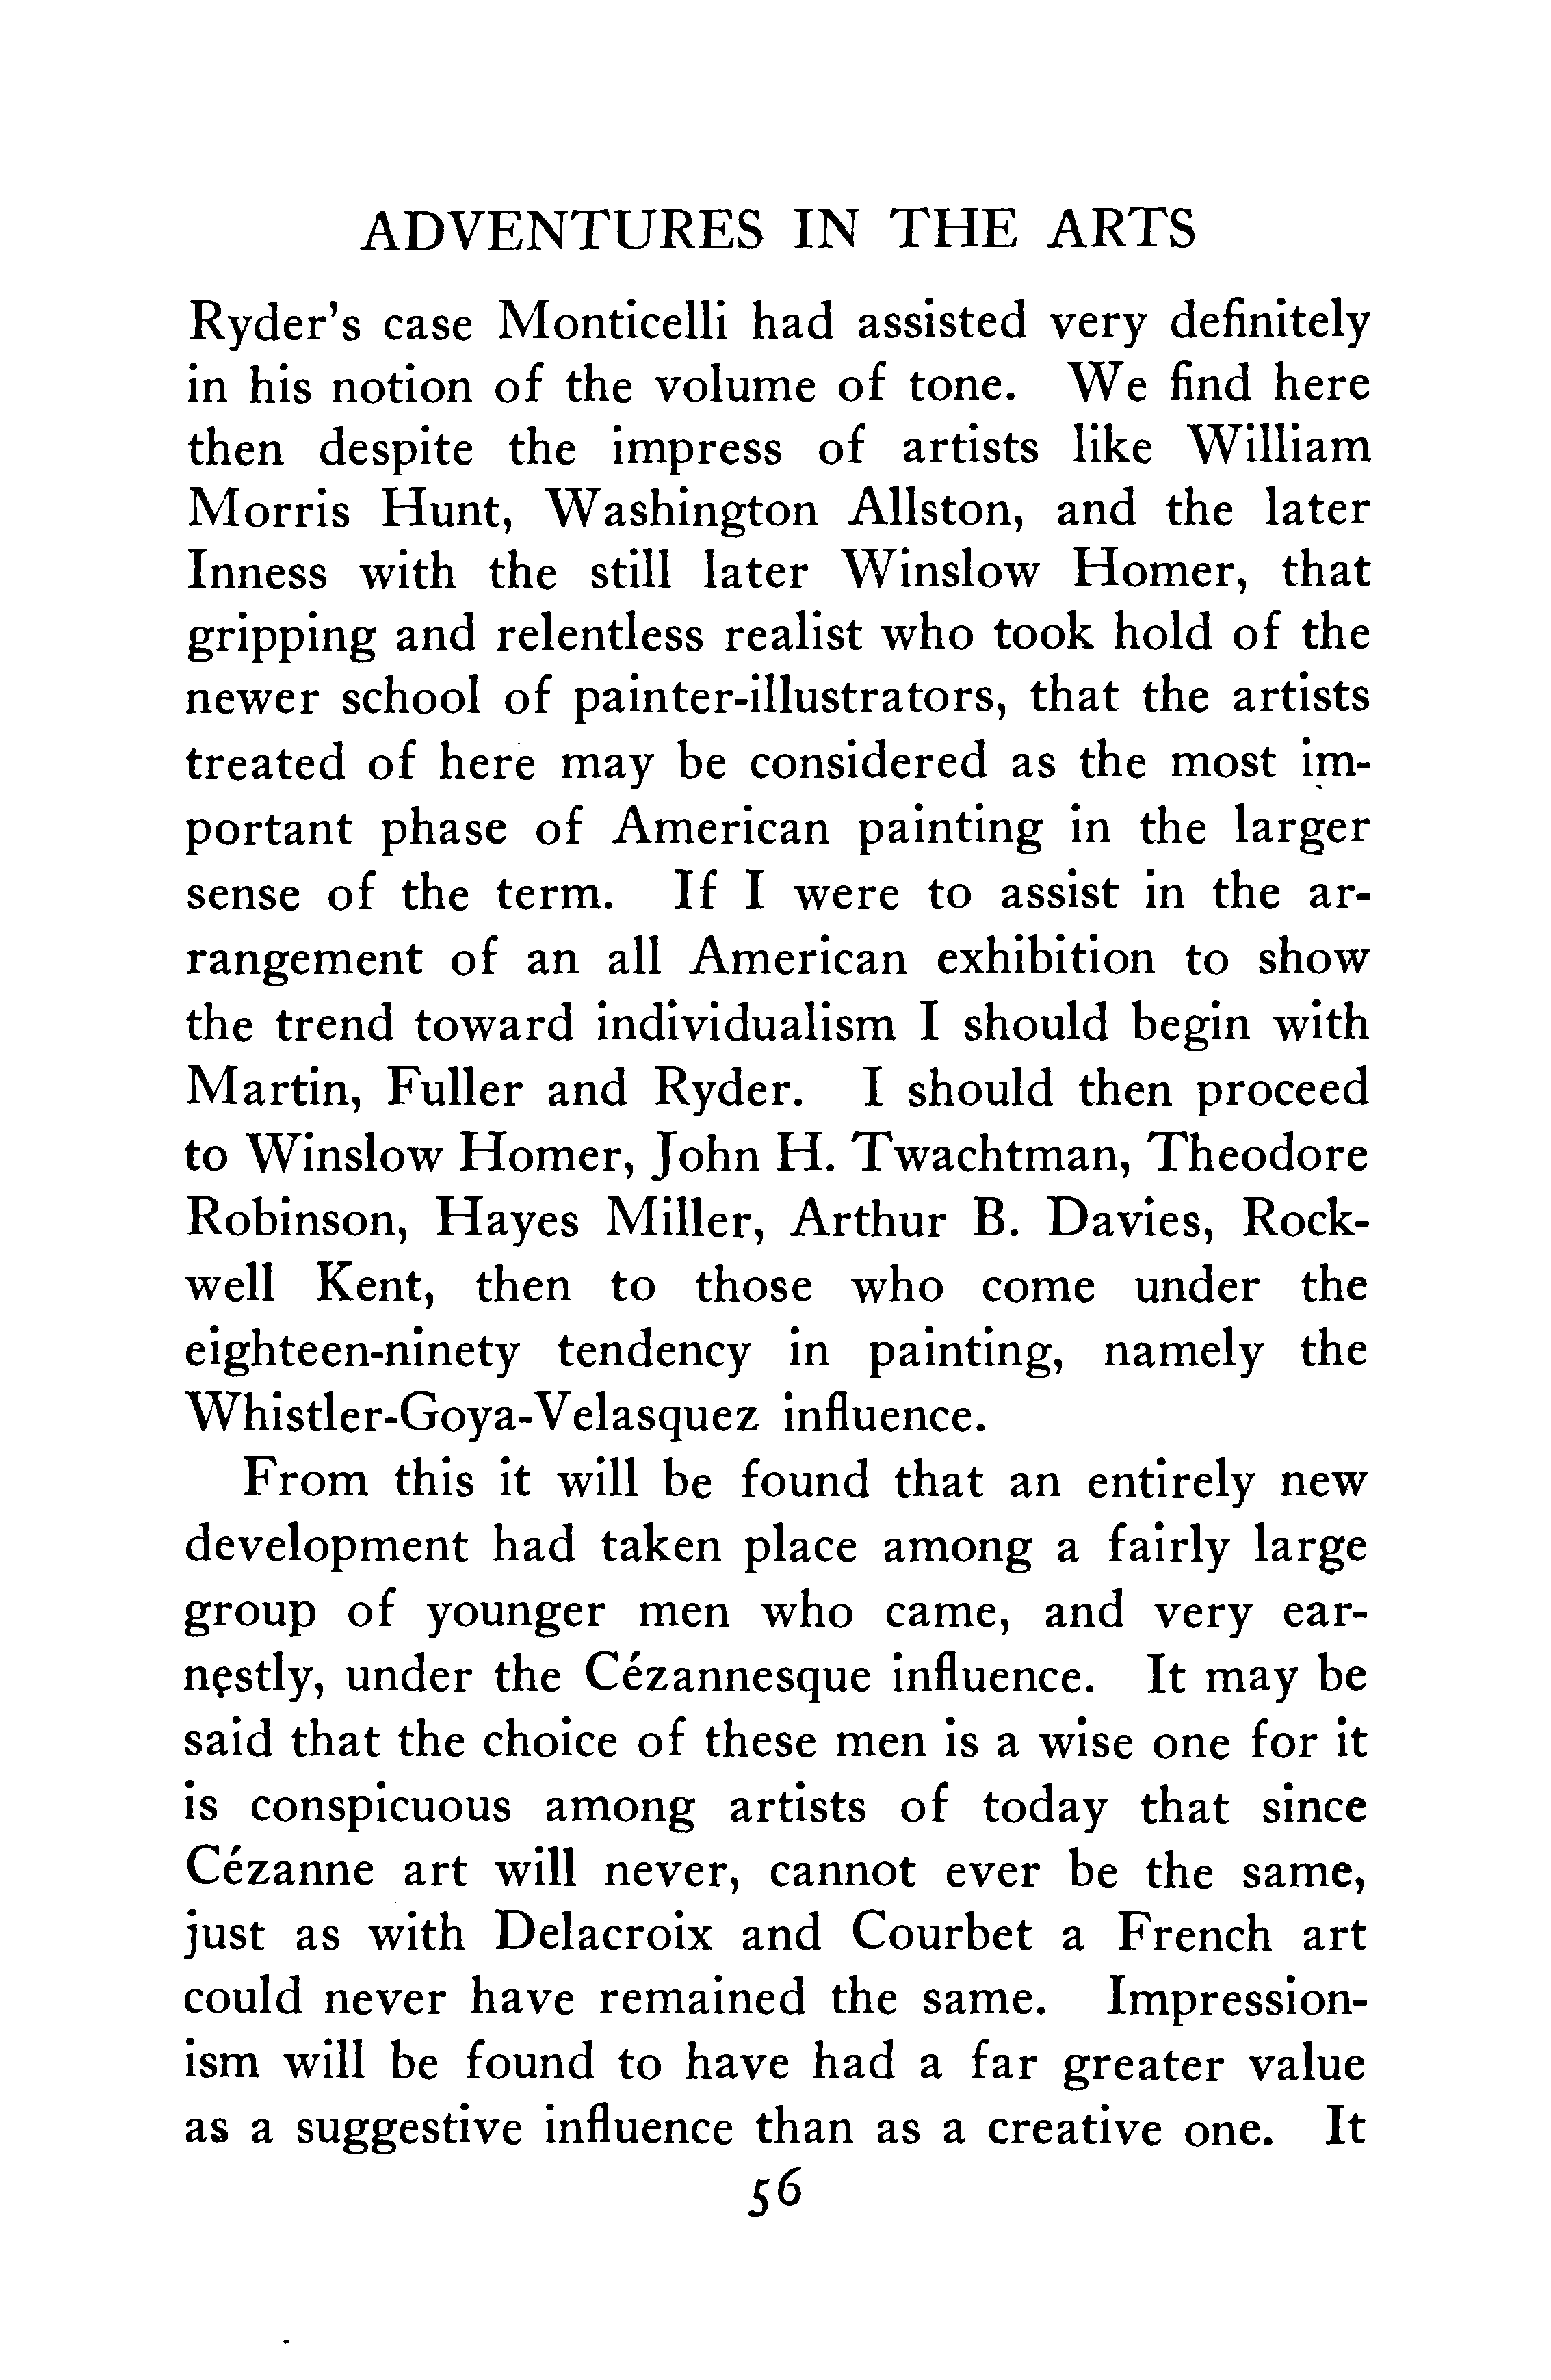 ADVENTURES IN THE ARTS
Ryder's case Monticelli had assisted very definitely
in his notion of the volume of tone. We find here
then despite the impress of artists like William
Morris Hunt, Washington Allston, and the later
Inness with the still later Winslow Homer, that
gripping and relentless realist who took hold of the
newer school of painter-illustrators, that the artists
treated of here may be considered as the most im-
portant phase of American painting in the larger
sense of the term. If I were to assist in the ar-
rangement of an all American exhibition to show
the trend toward individualism I should begin with
Martin, Fuller and Ryder. I should then proceed
to Winslow Homer, John H. Twachtman, Theodore
Robinson, Hayes Miller, Arthur B. Davies, Rock-
well Kent, then to those who come under the
eighteen-ninety tendency in painting, namely the
Whistler-Goya-Velasquez influence.
From this it will be found that an entirely new
development had taken place among a fairly large
group of younger men who came, and very ear-
nestly, under the Cézannesque influence. It may be
said that the choice of these men is a wise one for it
is conspicuous among artists of today that since
Cézanne art will never, cannot ever be the same,
just as with Delacroix and Courbet a French art
could never have remained the same. Impression-
ism will be found to have had a far greater value
as a suggestive influence than as a creative one. It
56